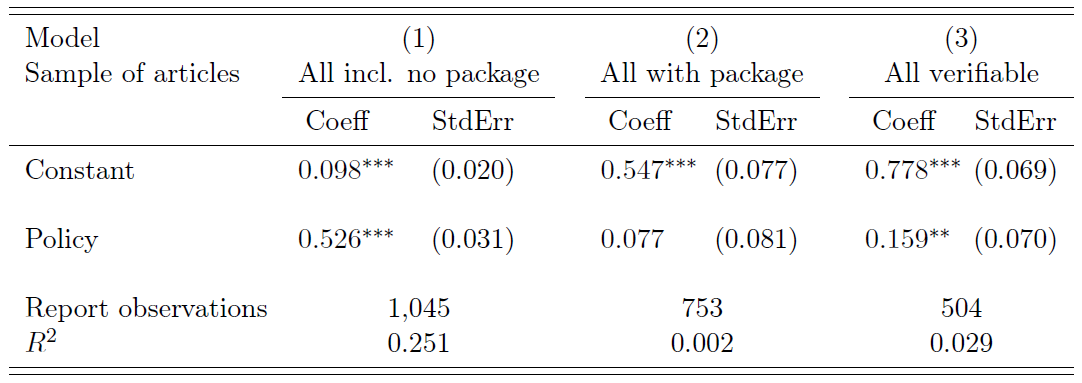 Model (1) (2) (3)
Sample of articles All incl. no package All with package All verifiable
Coeff StdErr Coeff StdErr Coeff StdErr
Constant 0.098*** (0.020) 0.547*** (0.077) 0.778*** (0.069)
Policy 0.526*** (0.031) 0.077 (0.081) 0.159** (0.070)
Report observations 1,045 753 504
R² 0.251 0.002 0.029